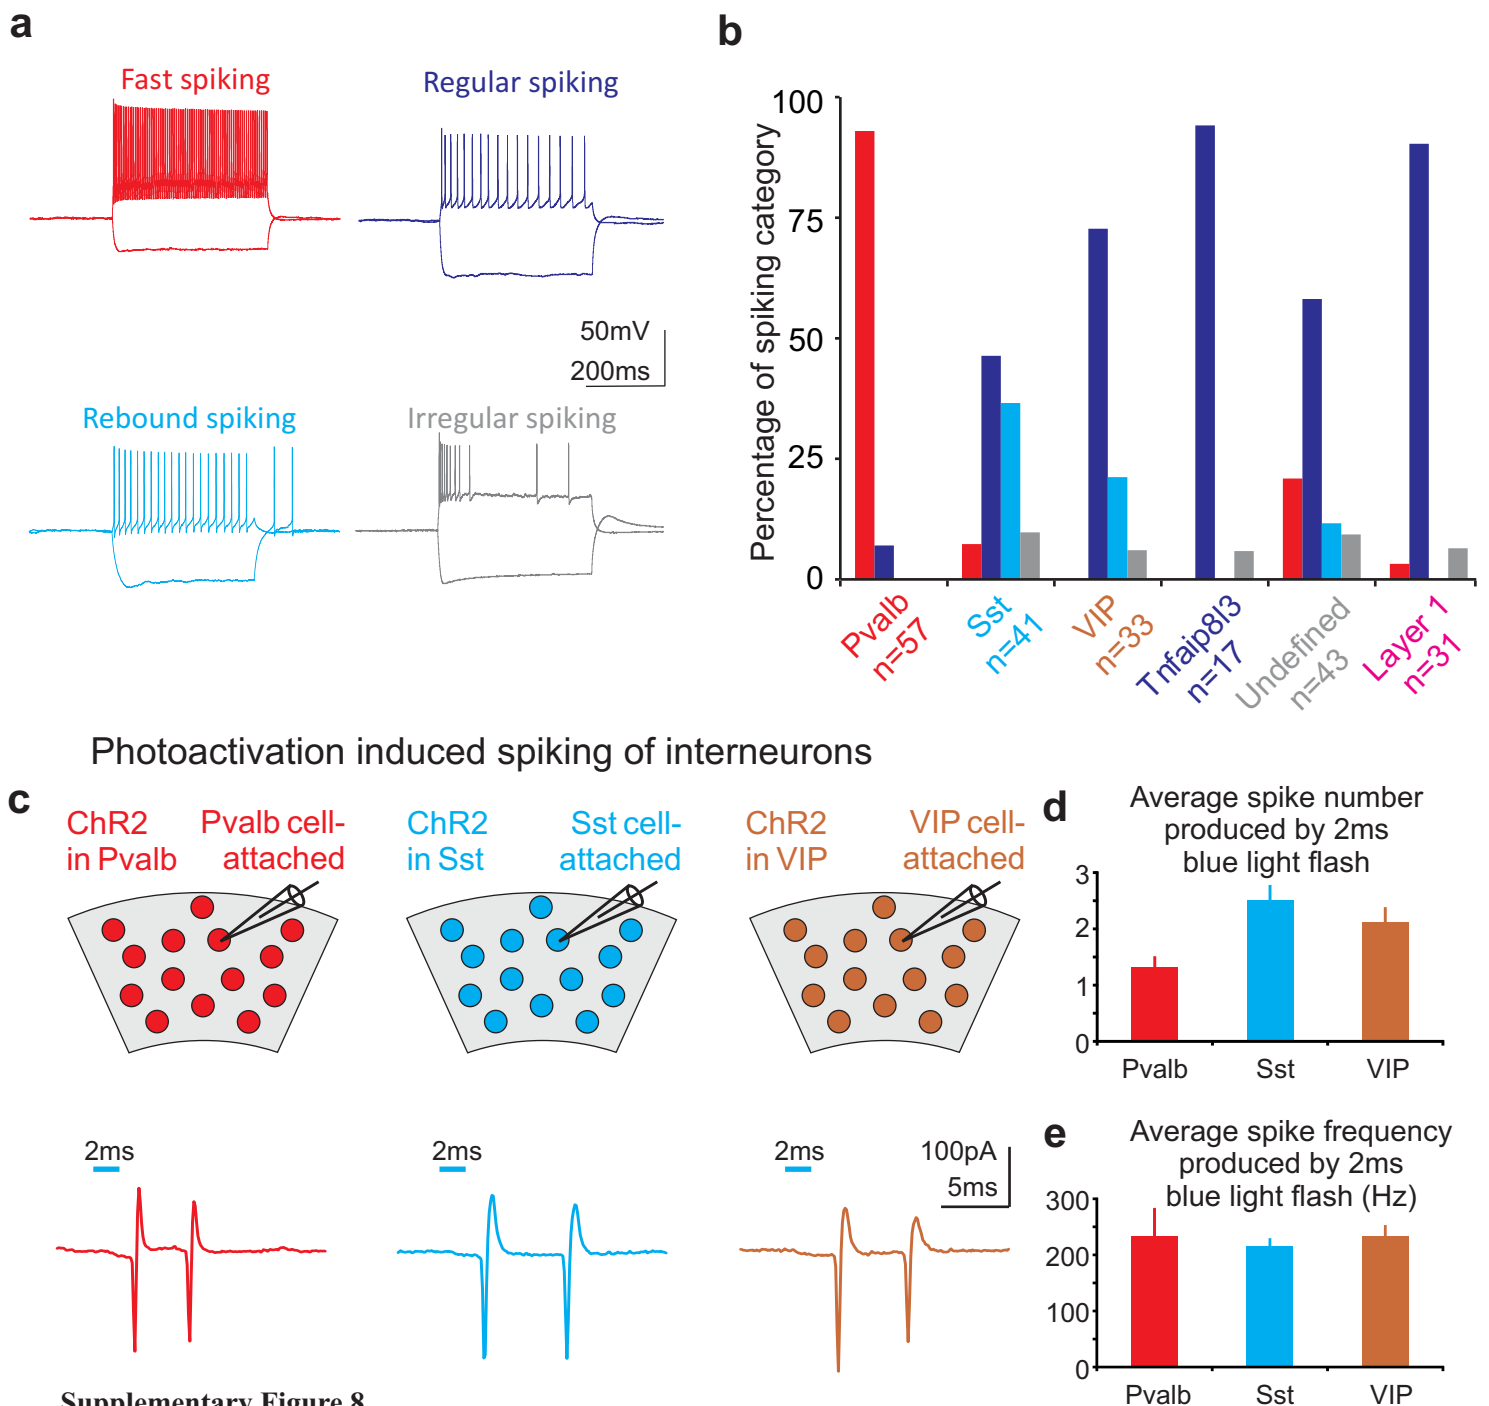 a
Fast spiking
Regular spiking
50mV
200ms
Rebound spiking
Irregular spiking
b
Percentage of spiking category
100
75
50
25
0
Pvalb
n=57
Sst
n=41
VIP
n=33
Tnfaip8l3
n=17
Undefined
n=43
Layer 1
n=31
Photoactivation induced spiking of interneurons
c
ChR2
in Pvalb
Pvalb cell-
attached
ChR2
in Sst
Sst cell-
attached
ChR2
in VIP
VIP cell-
attached
2ms
2ms
2ms
100pA
5ms
d
Average spike number
produced by 2ms
blue light flash
3
2
1
0
Pvalb
Sst
VIP
e
Average spike frequency
produced by 2ms
blue light flash (Hz)
300
200
100
0
Pvalb
Sst
VIP
Supplementary Figure 8